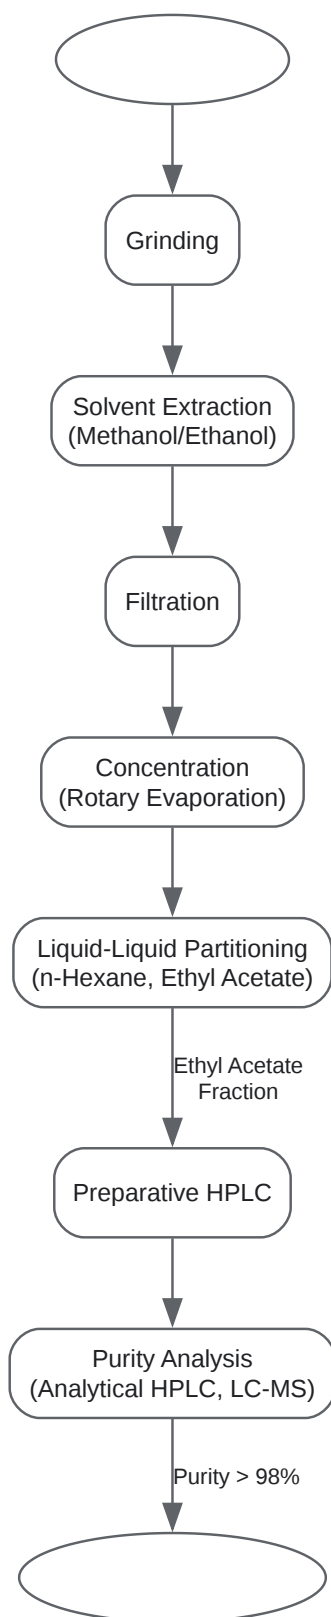 Grinding
Solvent Extraction
(Methanol/Ethanol)
Filtration
Concentration
(Rotary Evaporation)
Liquid-Liquid Partitioning
(n-Hexane, Ethyl Acetate)
Ethyl Acetate
Fraction
Preparative HPLC
Purity Analysis
(Analytical HPLC, LC-MS)
Purity > 98%